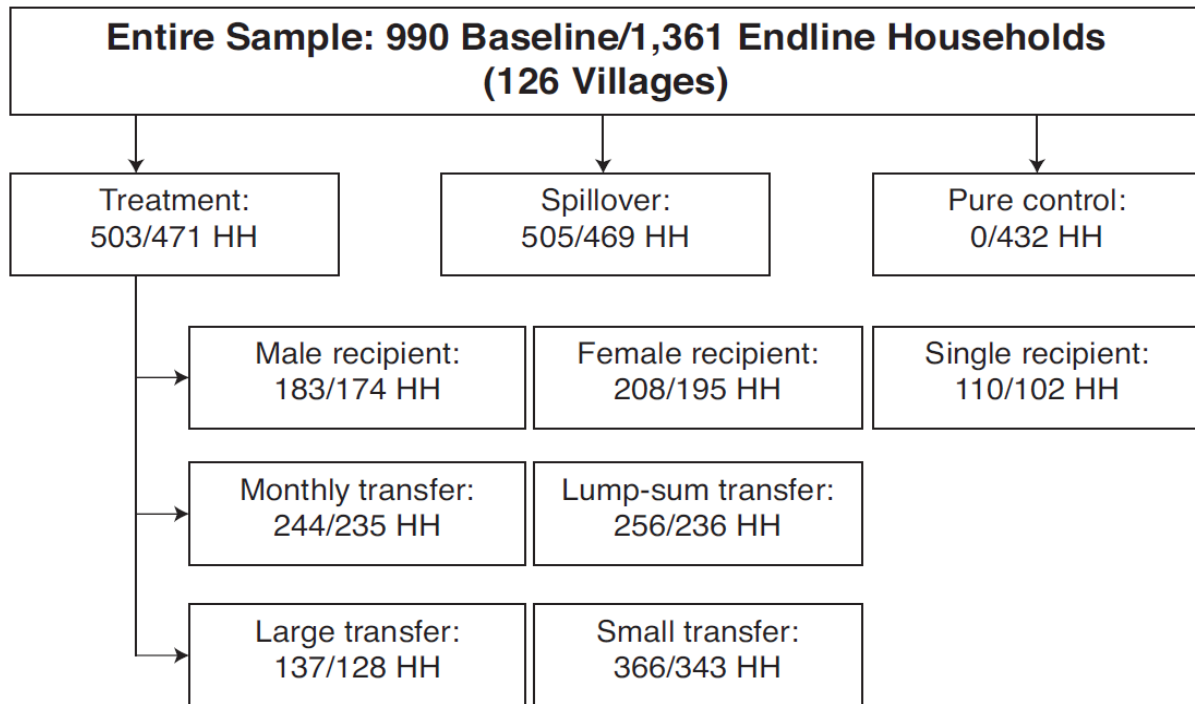 Entire Sample: 990 Baseline/1,361 Endline Households
(126 Villages)
Treatment:
503/471 HH
Spillover:
505/469 HH
Pure control:
0/432 HH
Male recipient:
183/174 HH
Female recipient:
208/195 HH
Single recipient:
110/102 HH
Monthly transfer:
244/235 HH
Lump-sum transfer:
256/236 HH
Large transfer:
137/128 HH
Small transfer:
366/343 HH